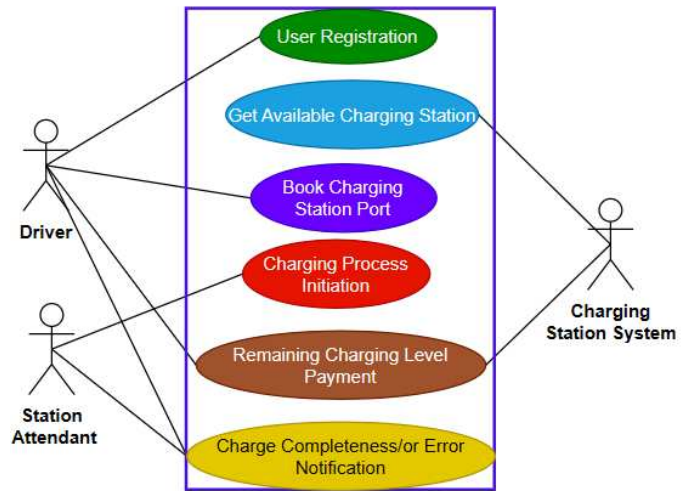 User Registration
Get Available Charging Station
Book Charging
Station Port
Driver
Charging Process
Initiation
Charging
Station System
Remaining Charging Level
Payment
Station
Attendant
Charge Completeness/or Error
Notification